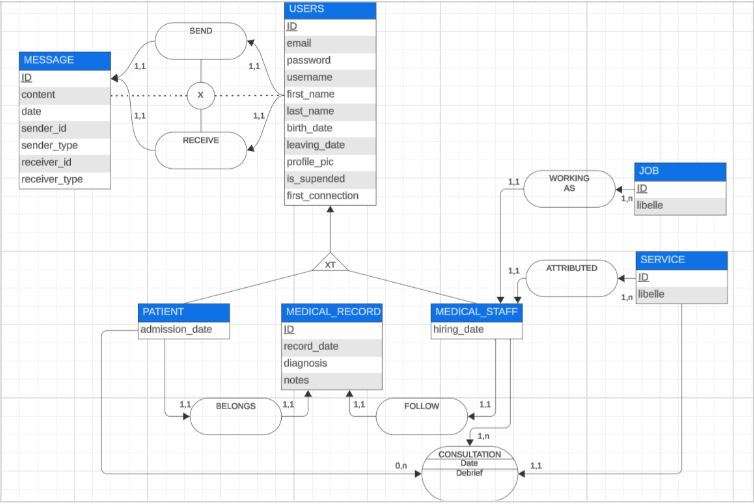 USERS
ID
email
password
username
first_name
last_name
birth_date
leaving_date
profile_pic
is_supended
first_connection
SEND
1,1
1,1
MESSAGE
ID
content
date
sender_id
sender_type
receiver_id
receiver_type
X
1,1
1,1
RECEIVE
WORKING
AS
1,1
1,n
JOB
ID
libelle
ATTRIBUTED
1,1
1,n
SERVICE
ID
libelle
XT
PATIENT
admission_date
MEDICAL_RECORD
ID
record_date
diagnosis
notes
MEDICAL_STAFF
hiring_date
1,1
BELONGS
1,1
1,1
FOLLOW
1,1
1,n
CONSULTATION
Date
Debrief
0,n
1,1